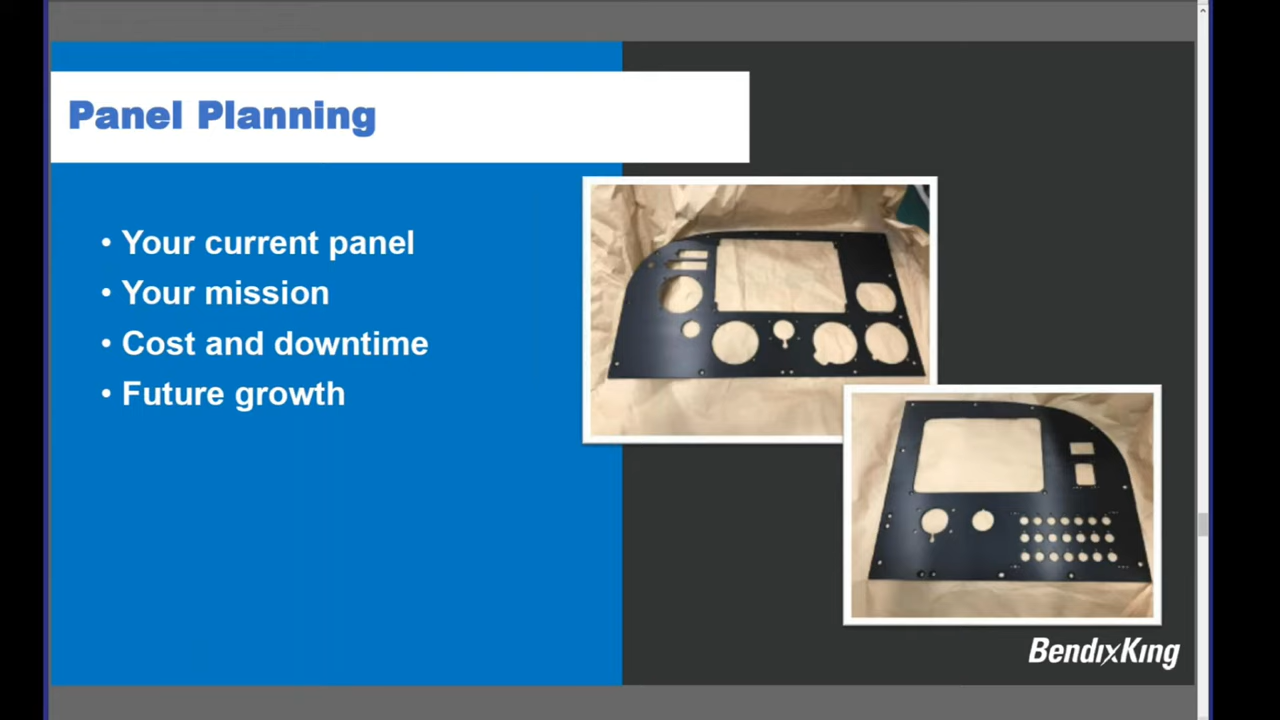 Panel Planning
• Your current panel
• Your mission
• Cost and downtime
• Future growth
BendixKing